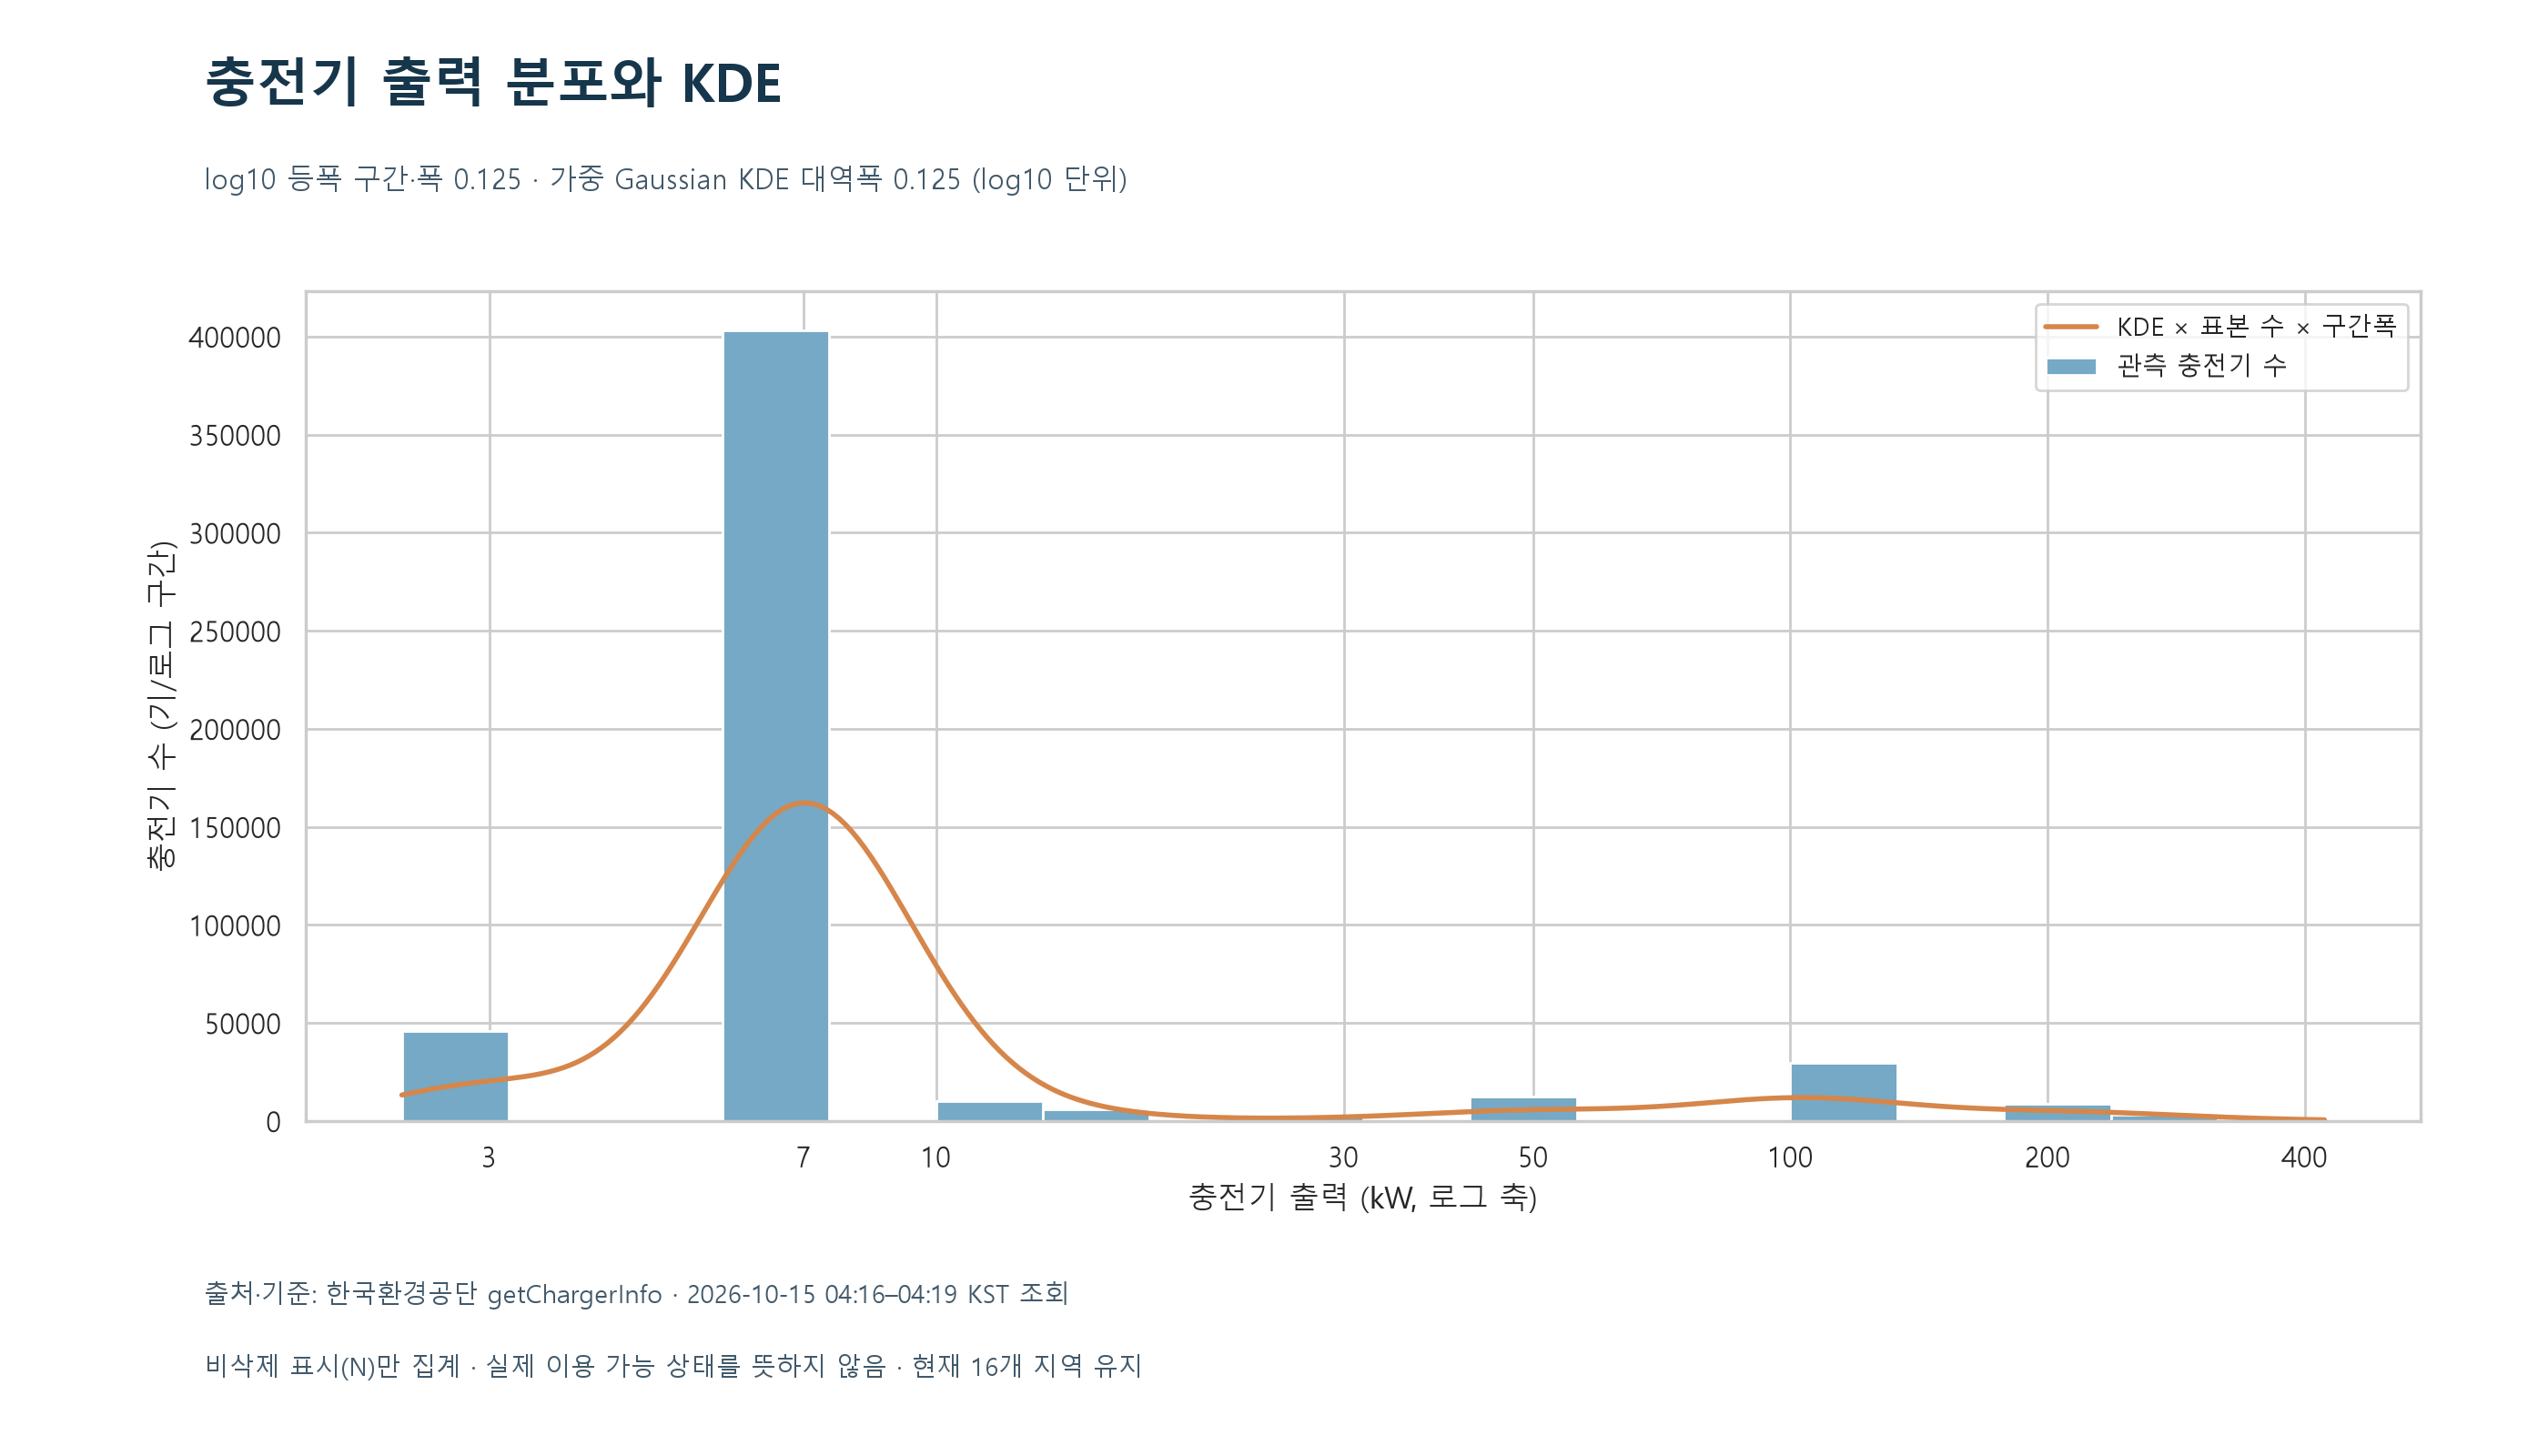 충전기 출력 분포와 KDE
log10 등폭 구간·폭 0.125 · 가중 Gaussian KDE 대역폭 0.125 (log10 단위)
KDE × 표본 수 × 구간폭
관측 충전기 수
충전기 수 (기/로그 구간)
400000
350000
300000
250000
200000
150000
100000
50000
0
3 7 10 30 50 100 200 400
충전기 출력 (kW, 로그 축)
출처·기준: 한국환경공단 getChargerInfo · 2026-10-15 04:16–04:19 KST 조회
비삭제 표시(N)만 집계 · 실제 이용 가능 상태를 뜻하지 않음 · 현재 16개 지역 유지